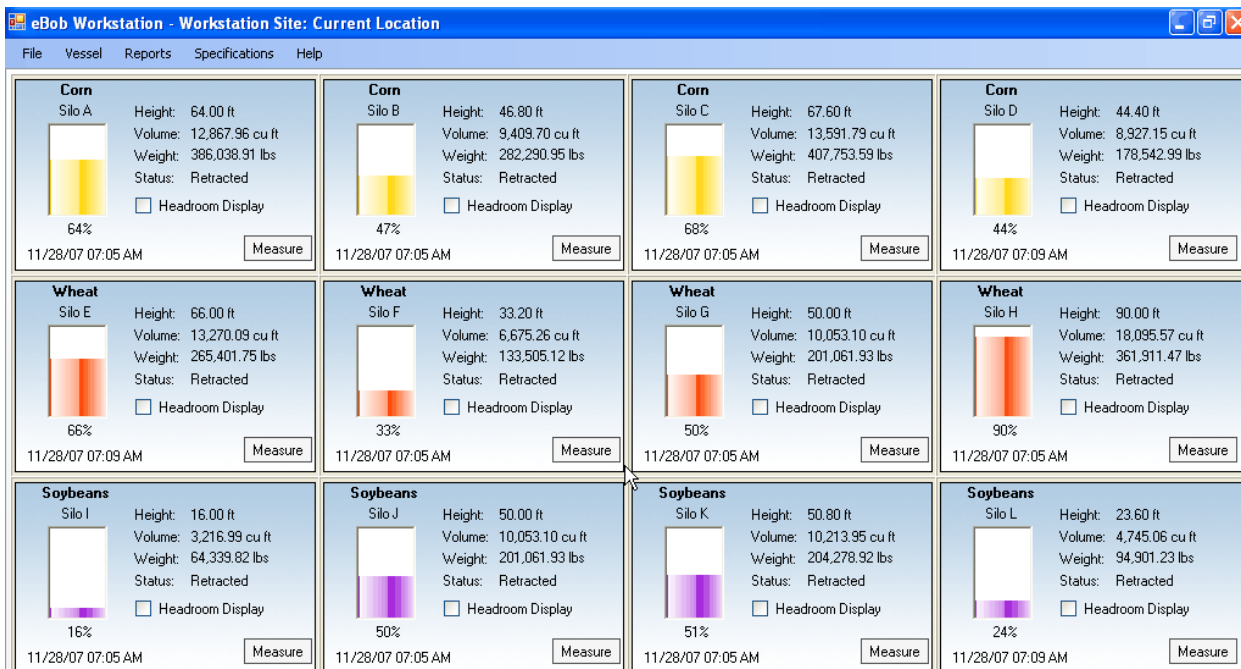 eBob Workstation - Workstation Site: Current Location
File Vessel Reports Specifications Help
Corn
Silo A
Height: 64.00 ft
Volume: 12,867.96 cu ft
Weight: 386,038.91 lbs
Status: Retracted
Headroom Display
64%
11/28/07 07:05 AM
Measure
Corn
Silo B
Height: 46.80 ft
Volume: 9,409.70 cu ft
Weight: 282,290.95 lbs
Status: Retracted
Headroom Display
47%
11/28/07 07:05 AM
Measure
Corn
Silo C
Height: 67.60 ft
Volume: 13,591.79 cu ft
Weight: 407,753.59 lbs
Status: Retracted
Headroom Display
68%
11/28/07 07:05 AM
Measure
Corn
Silo D
Height: 44.40 ft
Volume: 8,927.15 cu ft
Weight: 178,542.99 lbs
Status: Retracted
Headroom Display
44%
11/28/07 07:09 AM
Measure
Wheat
Silo E
Height: 66.00 ft
Volume: 13,270.09 cu ft
Weight: 265,401.75 lbs
Status: Retracted
Headroom Display
66%
11/28/07 07:09 AM
Measure
Wheat
Silo F
Height: 33.20 ft
Volume: 6,675.26 cu ft
Weight: 133,505.12 lbs
Status: Retracted
Headroom Display
33%
11/28/07 07:05 AM
Measure
Wheat
Silo G
Height: 50.00 ft
Volume: 10,053.10 cu ft
Weight: 201,061.93 lbs
Status: Retracted
Headroom Display
50%
11/28/07 07:05 AM
Measure
Wheat
Silo H
Height: 90.00 ft
Volume: 18,095.57 cu ft
Weight: 361,911.47 lbs
Status: Retracted
Headroom Display
90%
11/28/07 07:05 AM
Measure
Soybeans
Silo I
Height: 16.00 ft
Volume: 3,216.99 cu ft
Weight: 64,339.82 lbs
Status: Retracted
Headroom Display
16%
11/28/07 07:05 AM
Measure
Soybeans
Silo J
Height: 50.00 ft
Volume: 10,053.10 cu ft
Weight: 201,061.93 lbs
Status: Retracted
Headroom Display
50%
11/28/07 07:05 AM
Measure
Soybeans
Silo K
Height: 50.80 ft
Volume: 10,213.95 cu ft
Weight: 204,278.92 lbs
Status: Retracted
Headroom Display
51%
11/28/07 07:05 AM
Measure
Soybeans
Silo L
Height: 23.60 ft
Volume: 4,745.06 cu ft
Weight: 94,901.23 lbs
Status: Retracted
Headroom Display
24%
11/28/07 07:09 AM
Measure